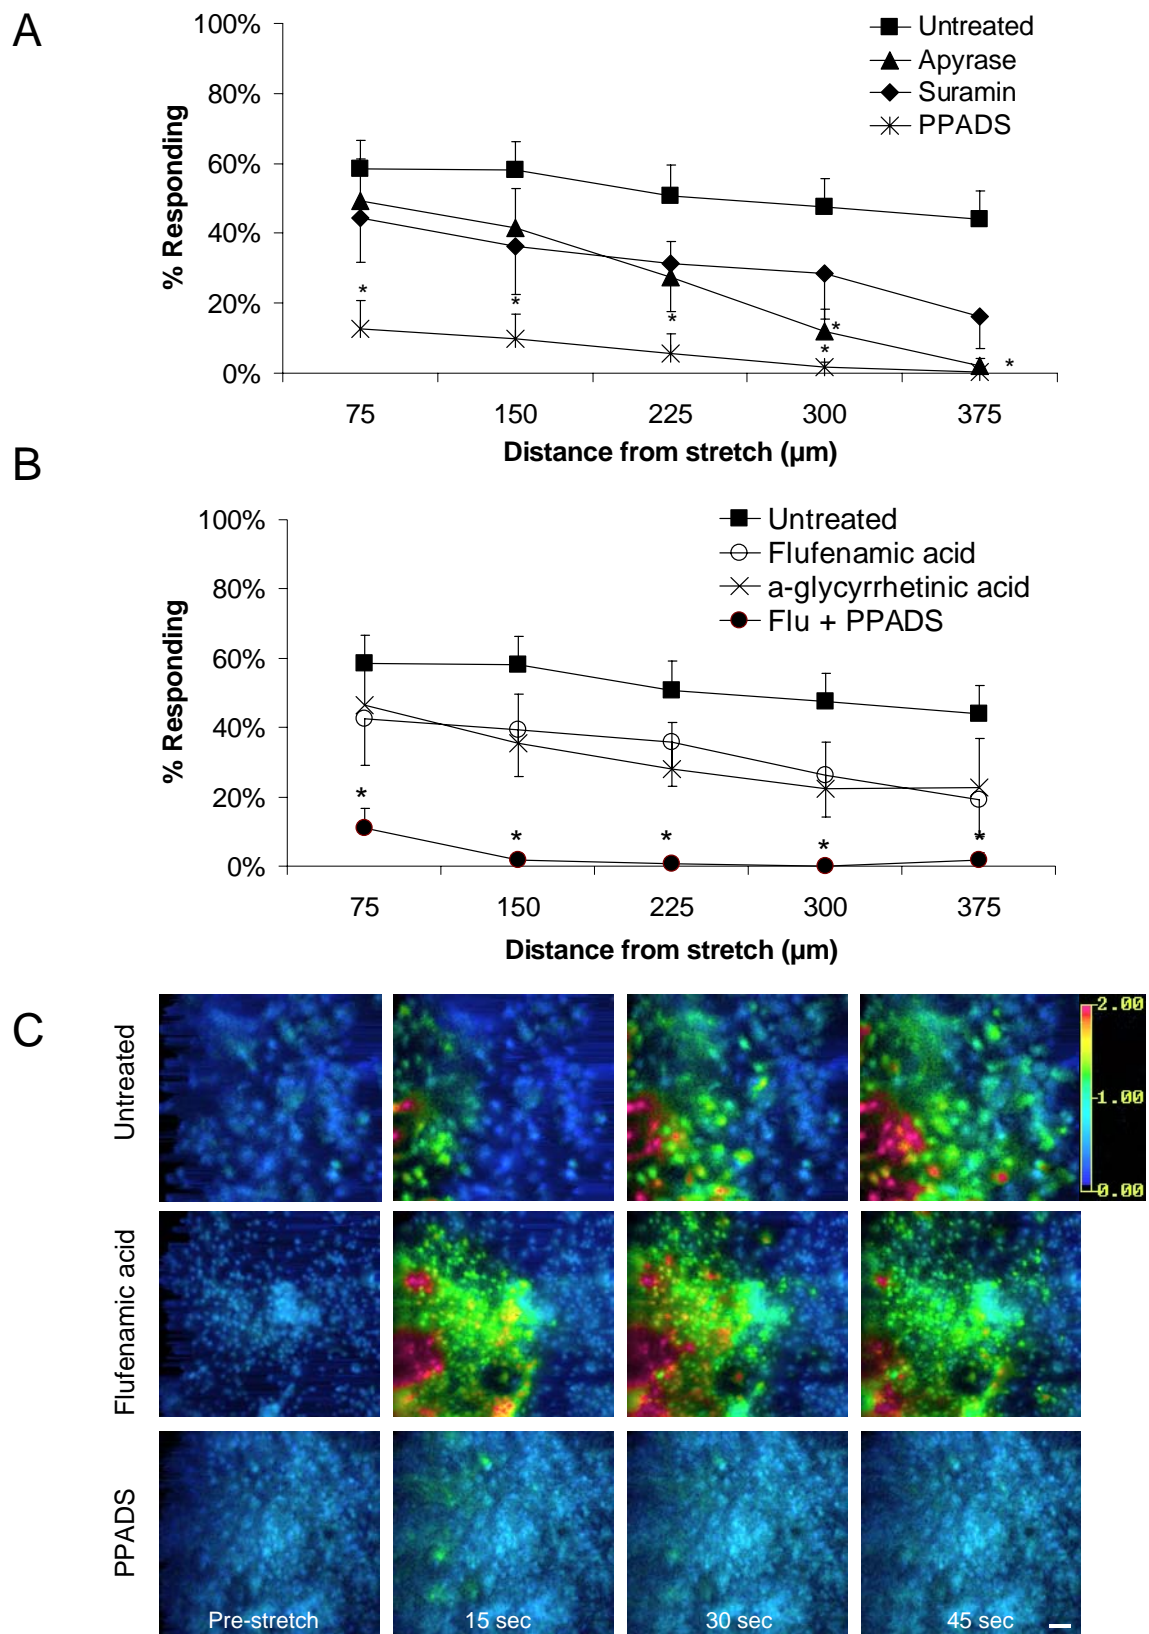 A
100%
80%
60%
40%
20%
0%
% Responding
Untreated
Apyrase
Suramin
PPADS
*
*
*
*
*
*
75 150 225 300 375
Distance from stretch (µm)
B
100%
80%
60%
40%
20%
0%
% Responding
Untreated
Flufenamic acid
a-glycyrrhetinic acid
Flu + PPADS
*
*
*
*
*
75 150 225 300 375
Distance from stretch (µm)
C
Untreated
2.00
1.00
0.00
Flufenamic acid
PPADS
Pre-stretch 15 sec 30 sec 45 sec